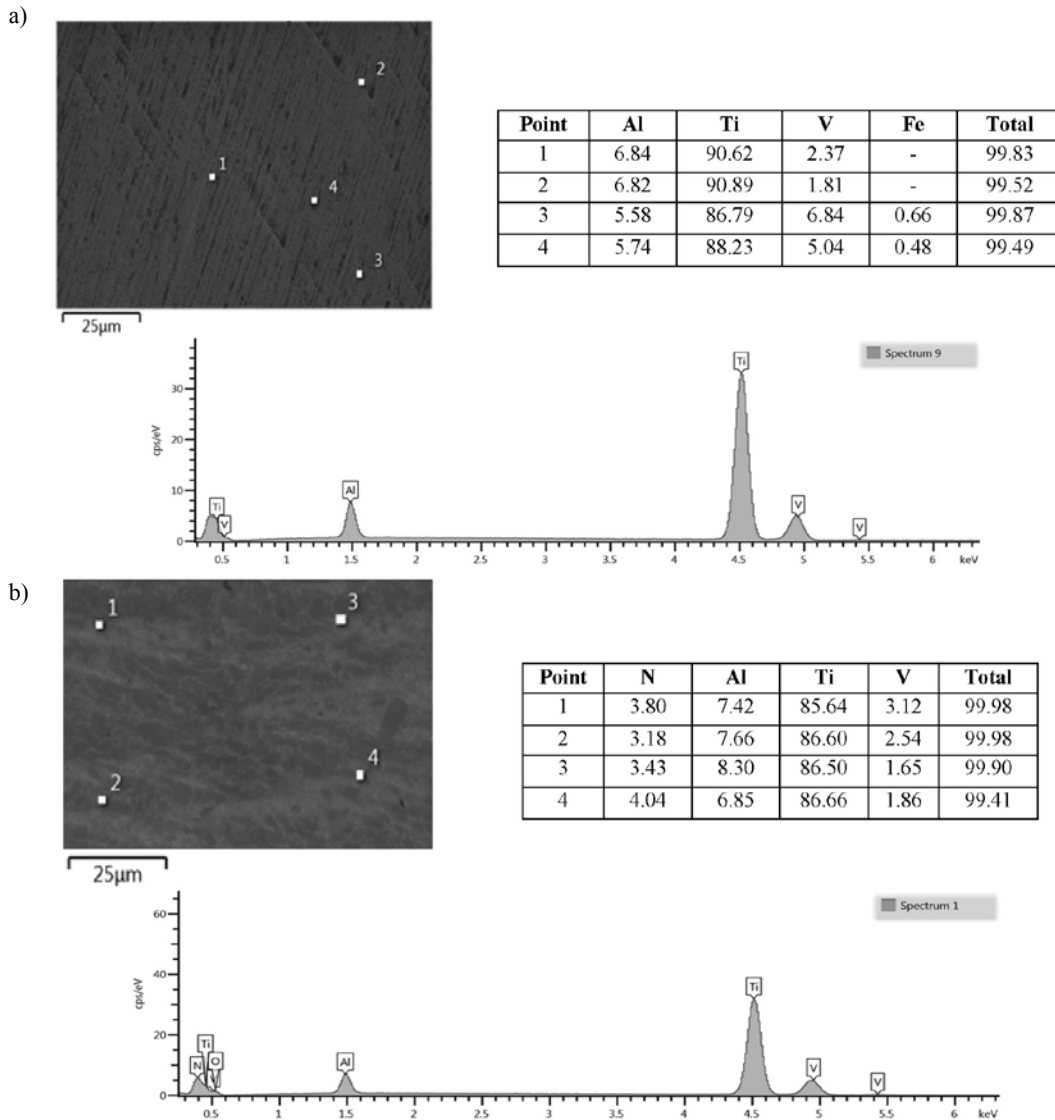 a)
2
1
4
3
25μm
Point Al Ti V Fe Total
1 6.84 90.62 2.37 - 99.83
2 6.82 90.89 1.81 - 99.52
3 5.58 86.79 6.84 0.66 99.87
4 5.74 88.23 5.04 0.48 99.49
Spectrum 9
cps/eV
30
20
10
0
Ti
V
Al
Ti
V
V
0.5 1 1.5 2 2.5 3 3.5 4 4.5 5 5.5 6 keV
b)
1
3
2
4
25μm
Point N Al Ti V Total
1 3.80 7.42 85.64 3.12 99.98
2 3.18 7.66 86.60 2.54 99.98
3 3.43 8.30 86.50 1.65 99.90
4 4.04 6.85 86.66 1.86 99.41
Spectrum 1
cps/eV
60
40
20
0
N
Ti
O
Al
Ti
V
V
0.5 1 1.5 2 2.5 3 3.5 4 4.5 5 5.5 6 keV